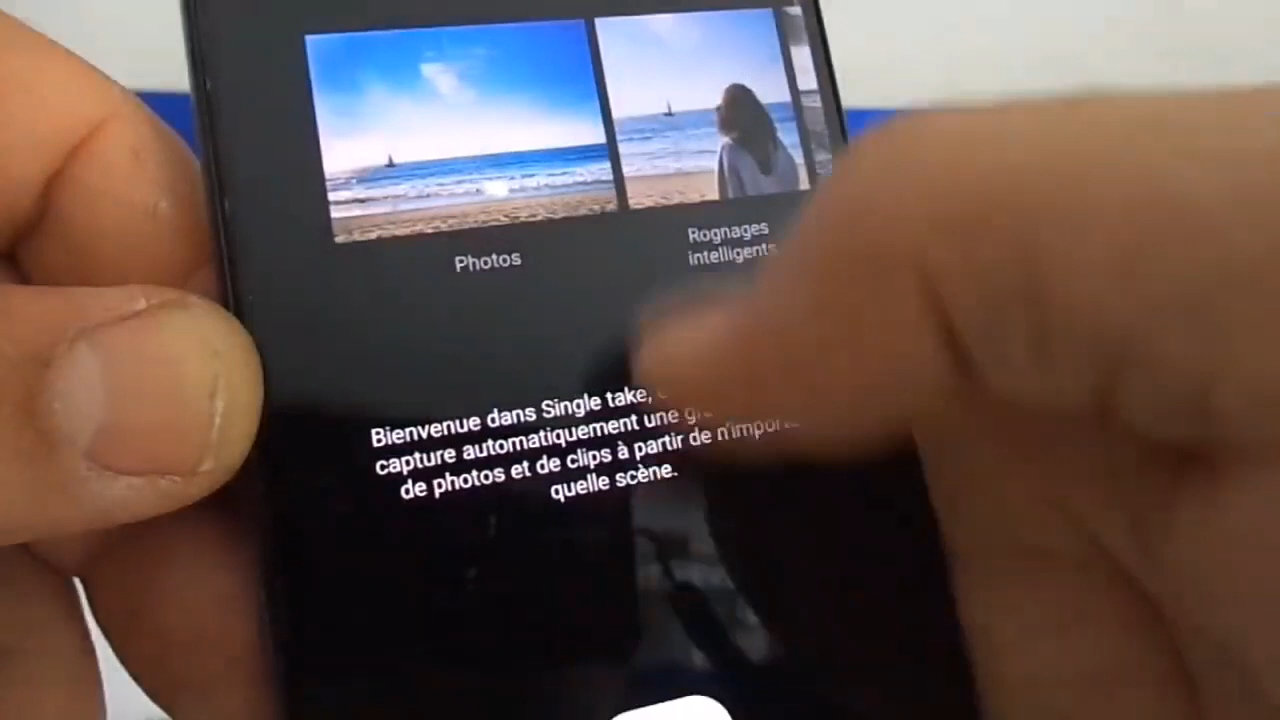 Photos
Rognages
intelligents
Bienvenue dans Single take,
capture automatiquement une
de photos et de clips à partir de
quelle scène.